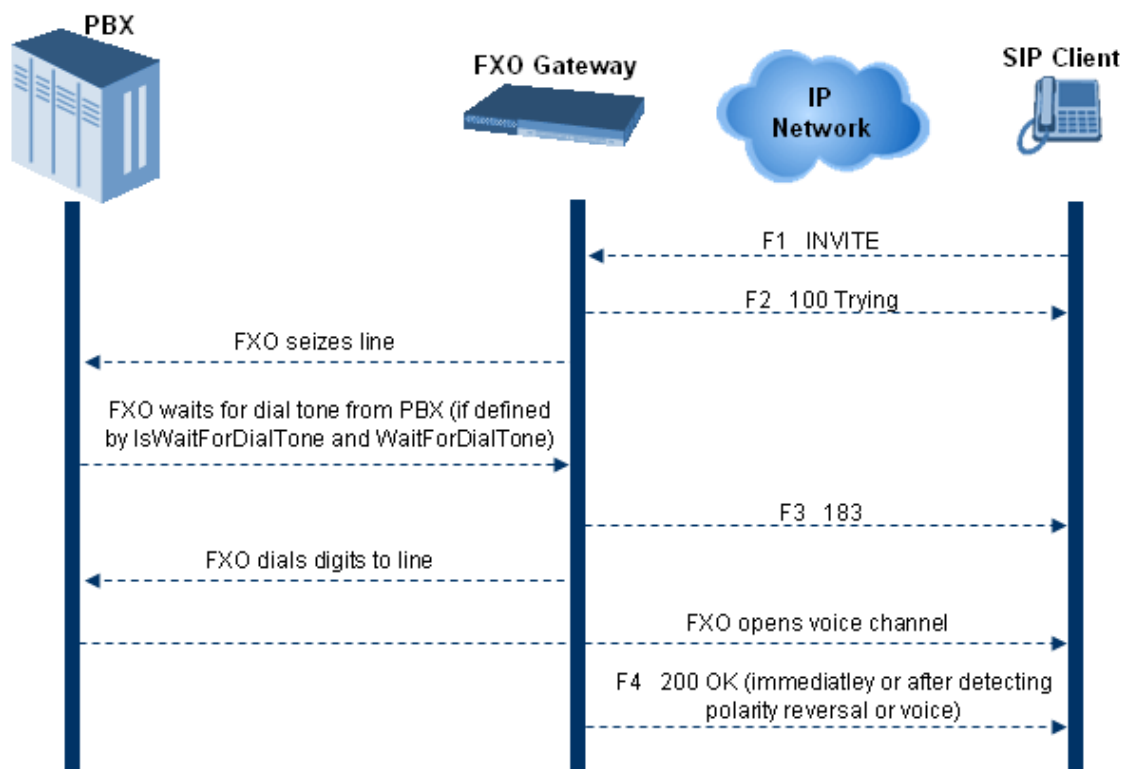 PBX
FXO Gateway
IP
Network
SIP Client
F1 INVITE
F2 100 Trying
FXO seizes line
FXO waits for dial tone from PBX (if defined
by IsWaitForDialTone and WaitForDialTone)
F3 183
FXO dials digits to line
FXO opens voice channel
F4 200 OK (immediatley or after detecting
polarity reversal or voice)